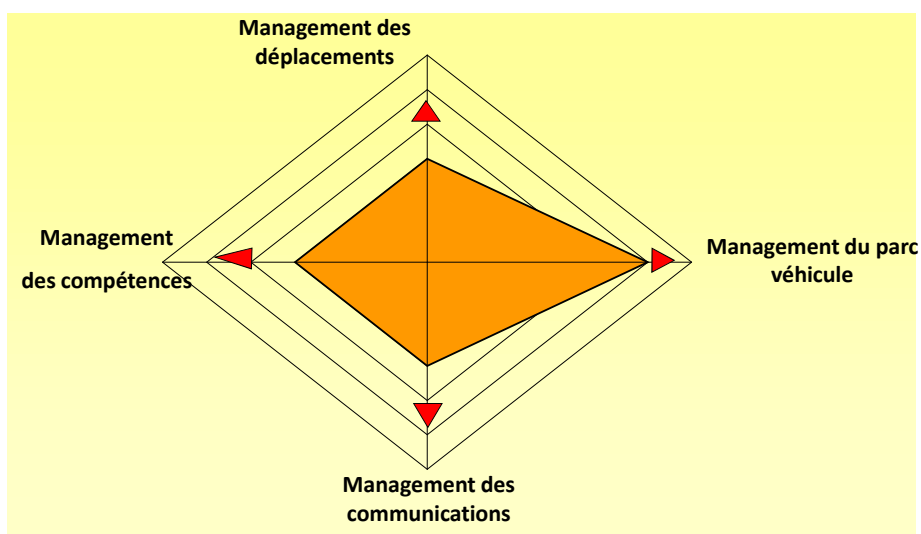 Management des
déplacements
Management
des compétences
Management du parc
véhicule
Management des
communications